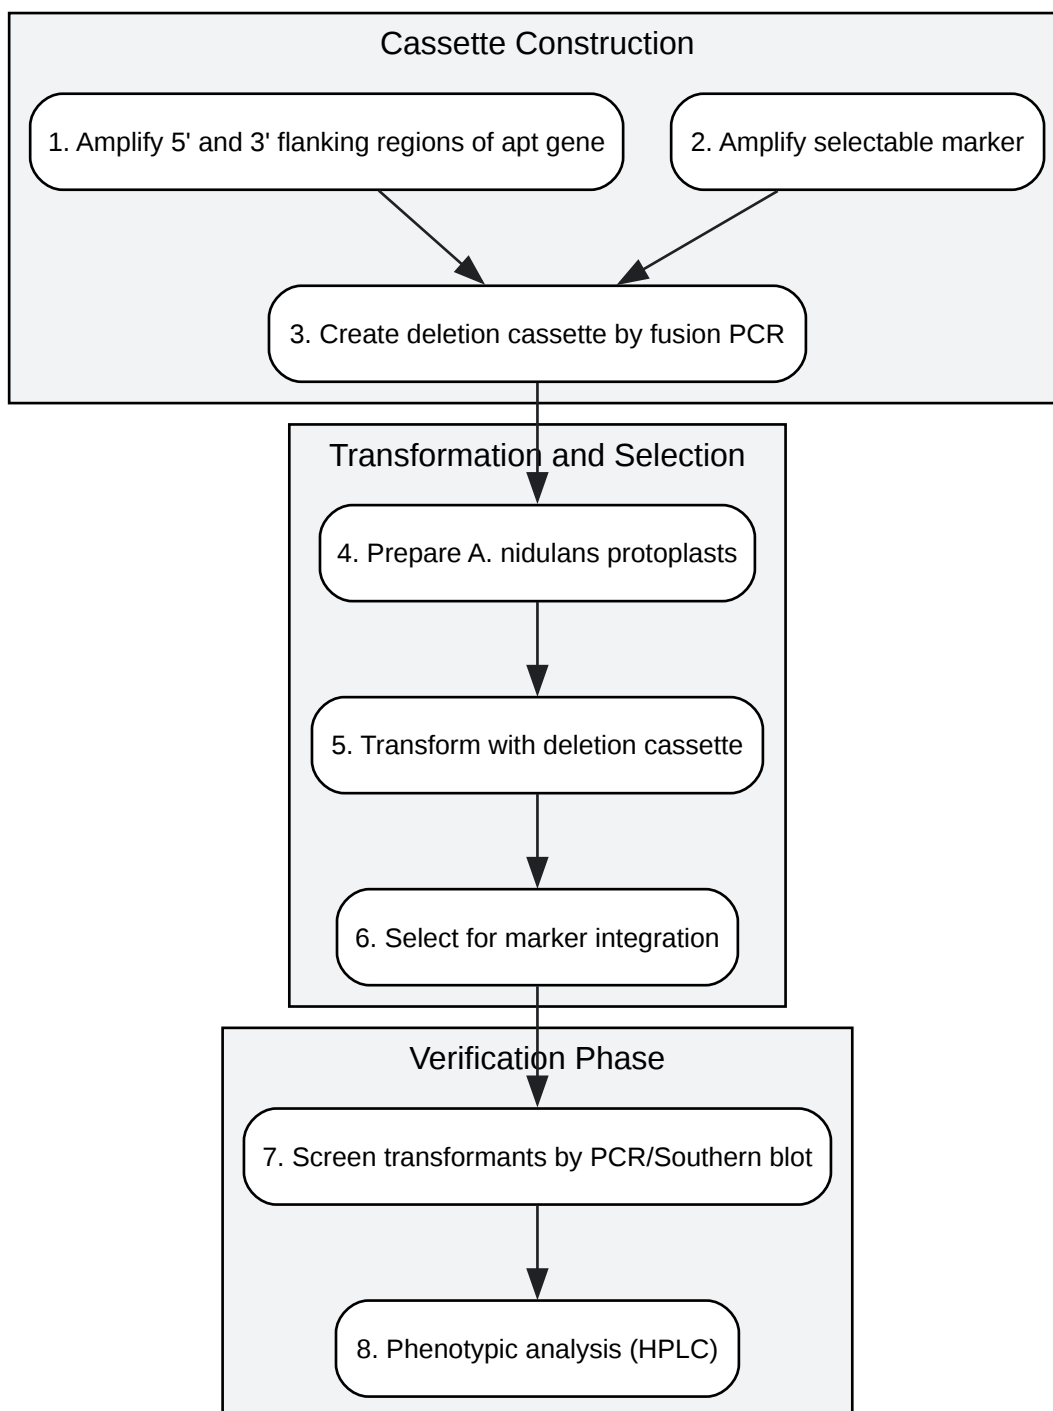 Cassette Construction
1. Amplify 5' and 3' flanking regions of apt gene
2. Amplify selectable marker
3. Create deletion cassette by fusion PCR
Transformation and Selection
4. Prepare A. nidulans protoplasts
5. Transform with deletion cassette
6. Select for marker integration
Verification Phase
7. Screen transformants by PCR/Southern blot
8. Phenotypic analysis (HPLC)